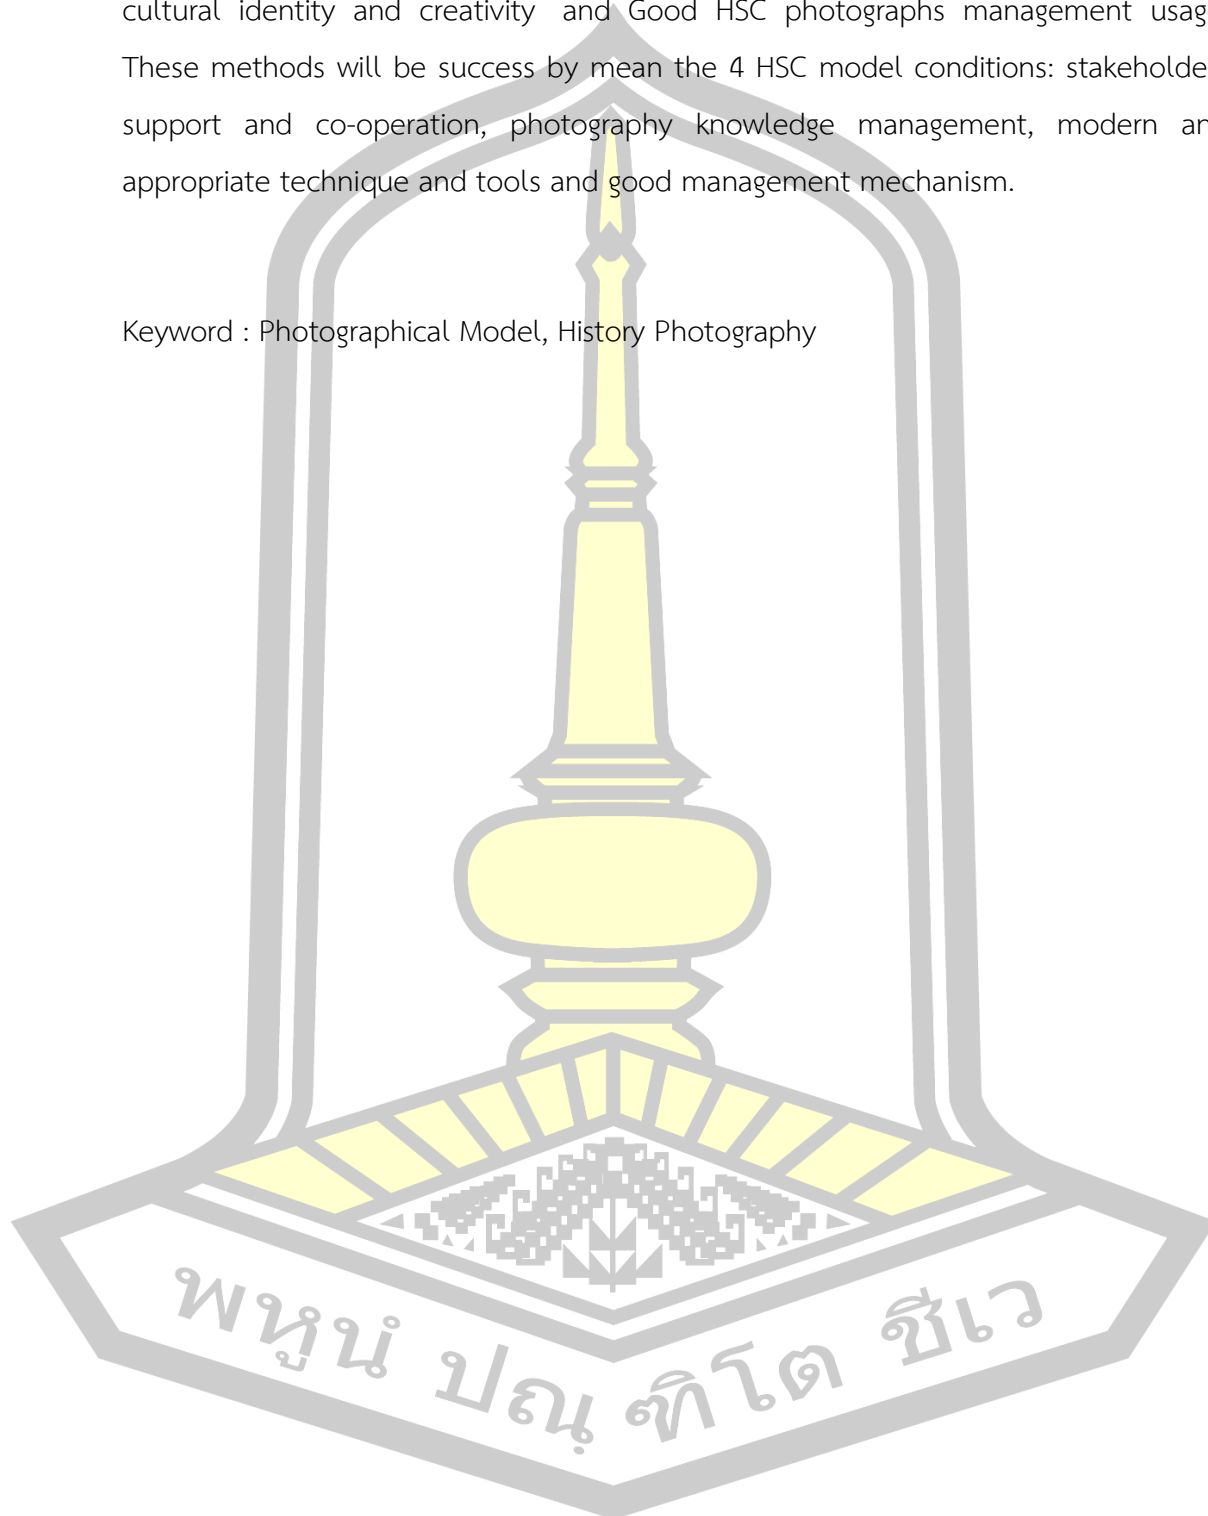 cultural identity and creativity and Good HSC photographs management usag
These methods will be success by mean the 4 HSC model conditions: stakeholde
support and co-operation, photography knowledge management, modern an
appropriate technique and tools and good management mechanism.
Keyword : Photographical Model, History Photography
พหูนํ ปณฺฑิโต ชีเว